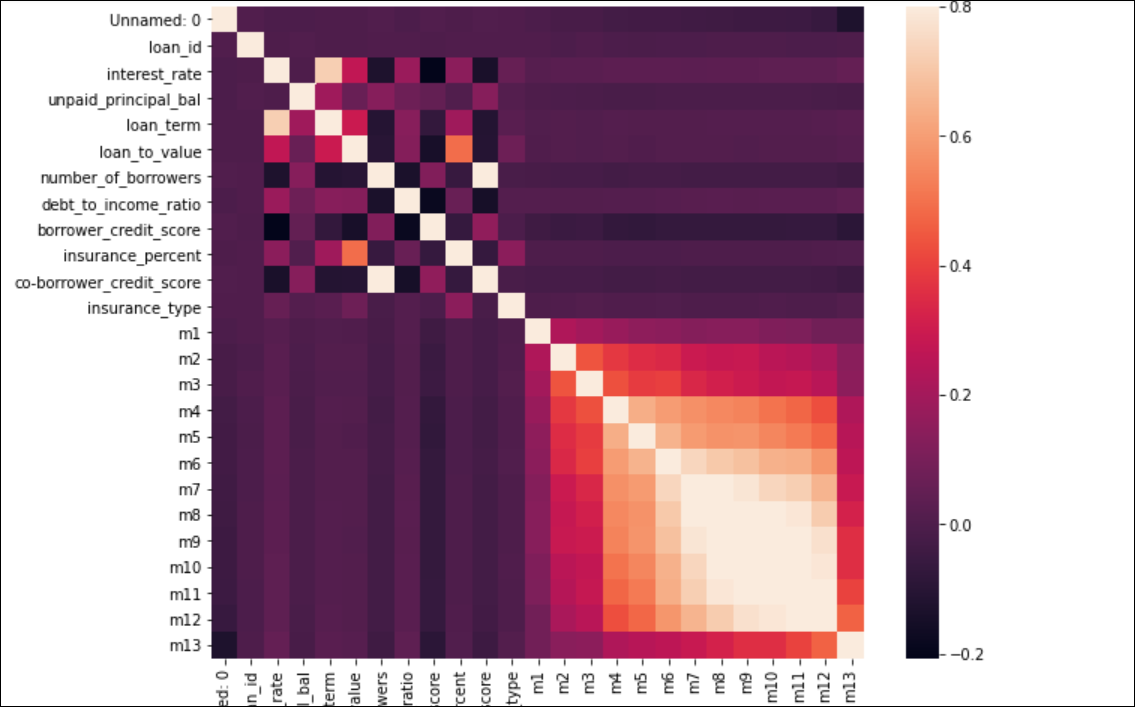 Unnamed: 0
loan_id
interest_rate
unpaid_principal_bal
loan_term
loan_to_value
number_of_borrowers
debt_to_income_ratio
borrower_credit_score
insurance_percent
co-borrower_credit_score
insurance_type
m1
m2
m3
m4
m5
m6
m7
m8
m9
m10
m11
m12
m13
ed: 0
an_id
_rate
l_bal
term
value
wers
ratio
core
rcent
score
type
m1
m2
m3
m4
m5
m6
m7
m8
m9
m10
m11
m12
m13
0.8
0.6
0.4
0.2
0.0
−0.2